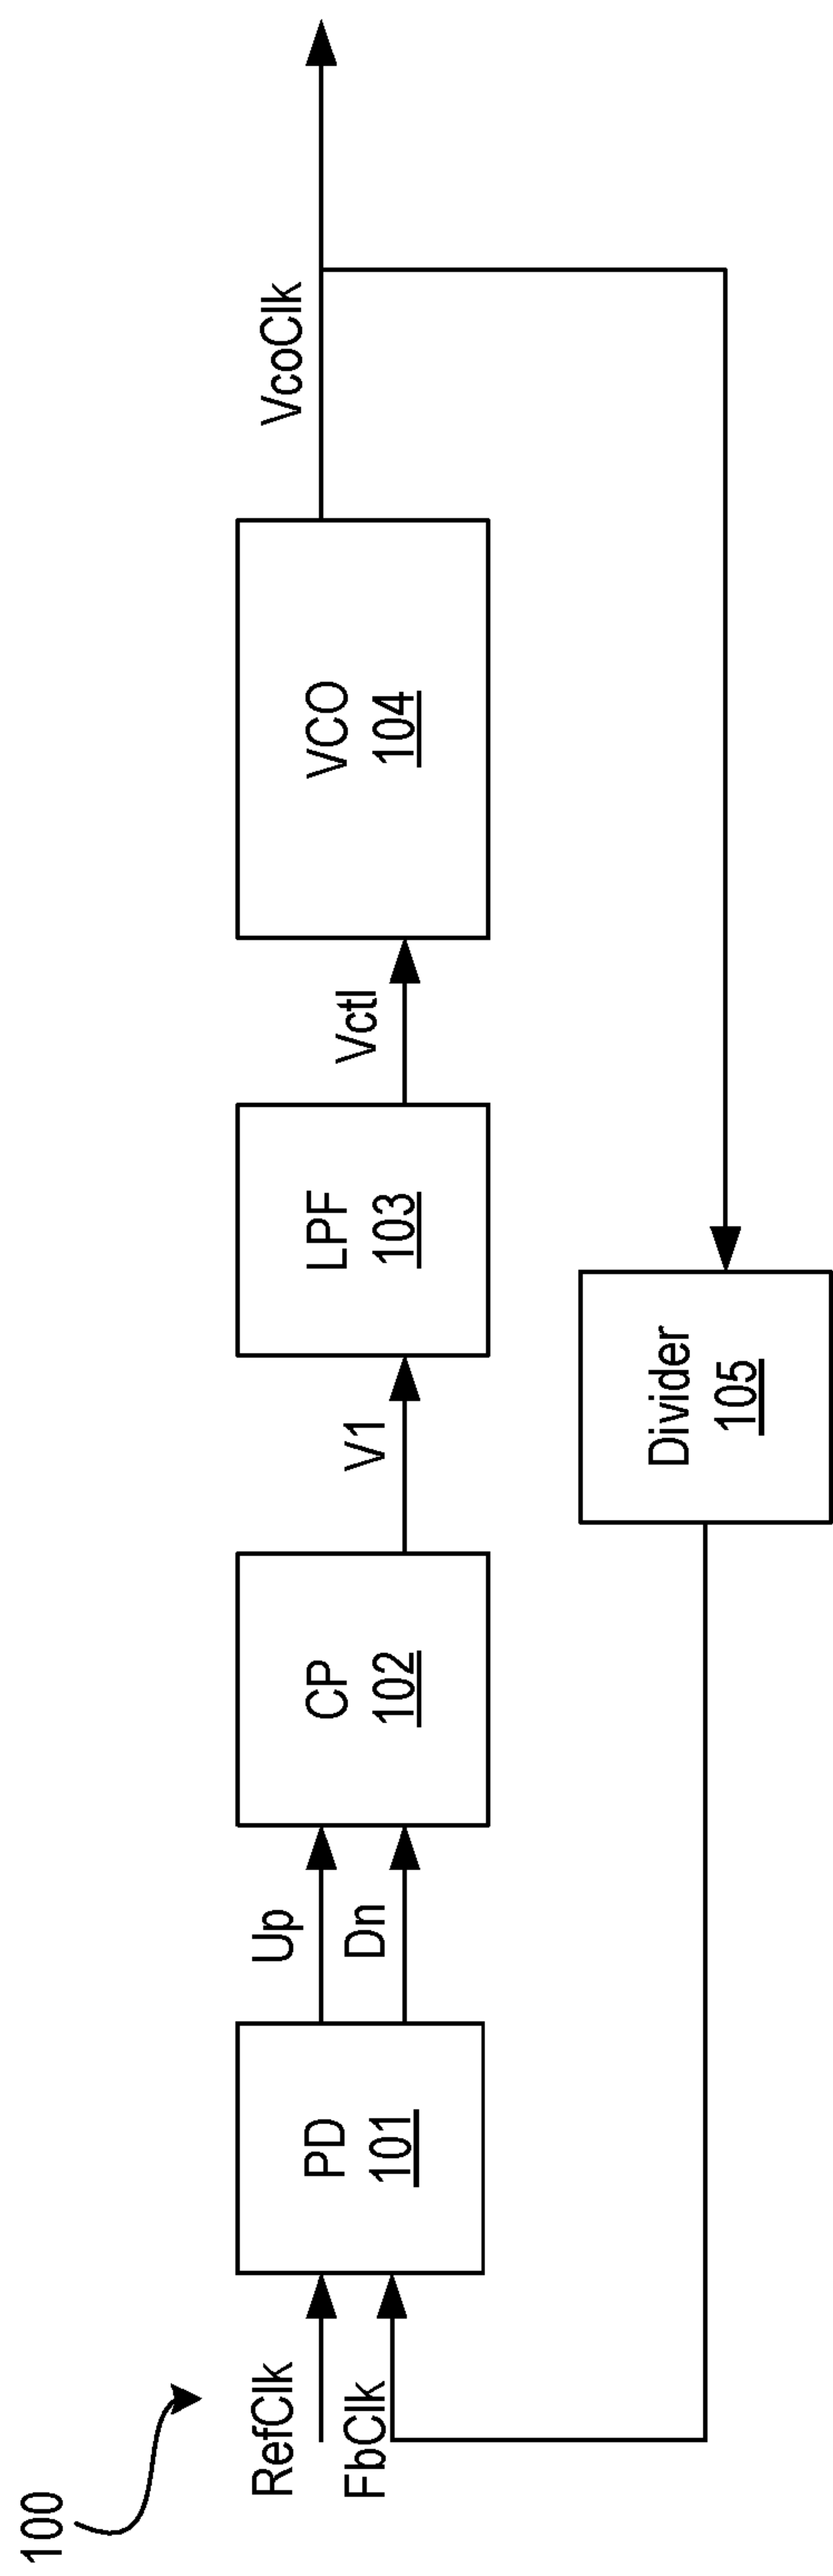 100
RefClk
FbClk
PD
101
Up
Dn
CP
102
V1
LPF
103
Vctl
VCO
104
VcoClk
Divider
105